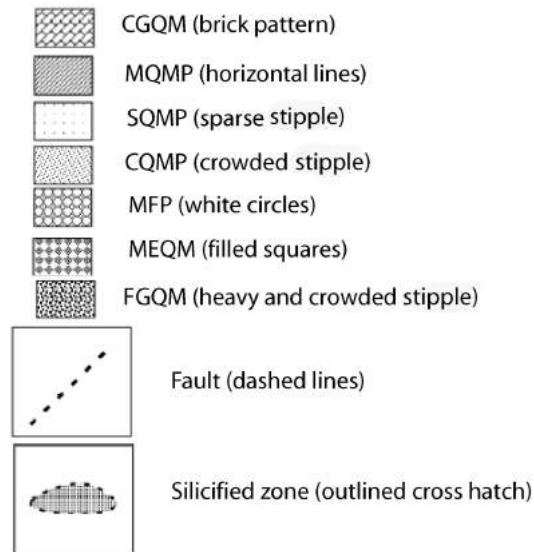 CGQM (brick pattern)
MQMP (horizontal lines)
SQMP (sparse stipple)
CQMP (crowded stipple)
MFP (white circles)
MEQM (filled squares)
FGQM (heavy and crowded stipple)
Fault (dashed lines)
Silicified zone (outlined cross hatch)